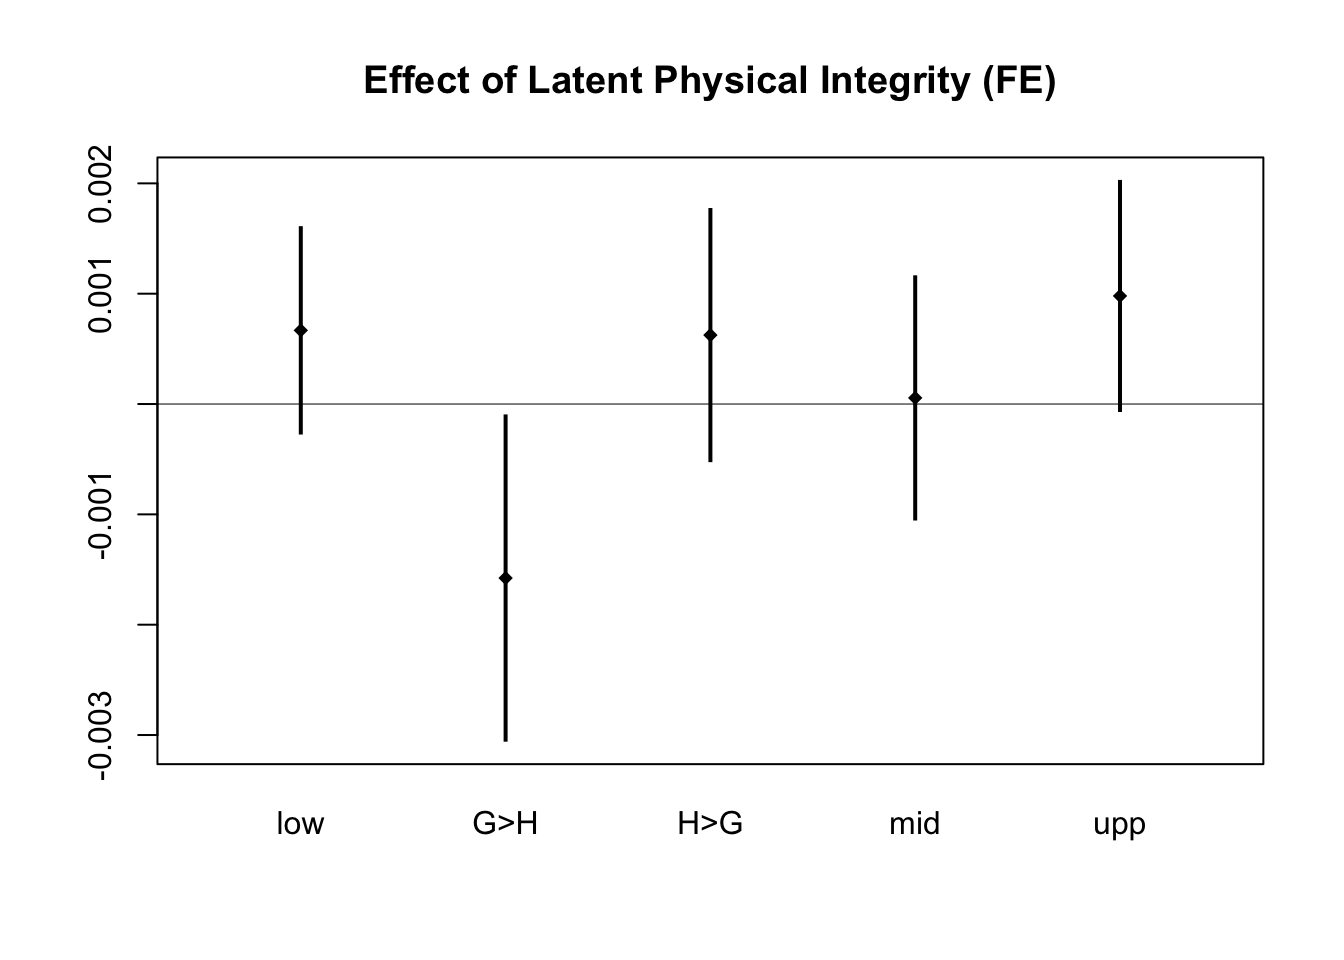 Effect of Latent Physical Integrity (FE)
0.002
0.001
-0.001
-0.003
low G>H H>G mid upp